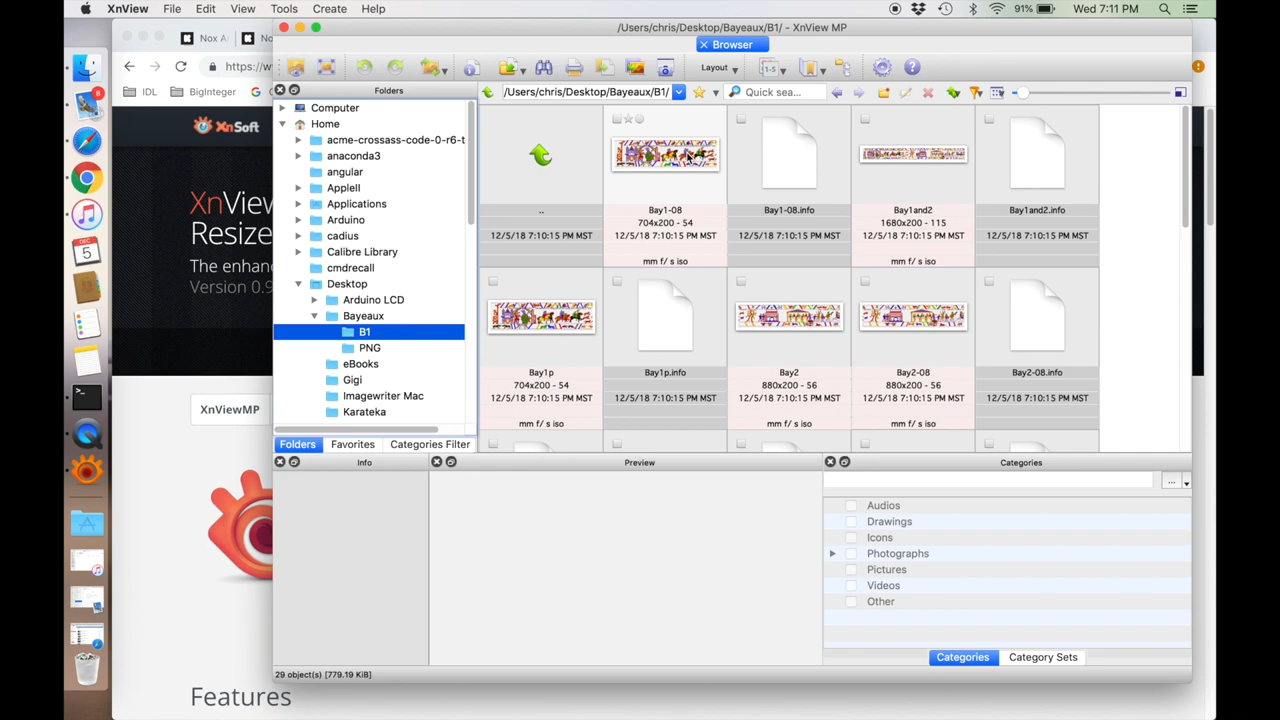 XnView File Edit View Tools Create Help
91% Wed 7:11 PM
/Users/chris/Desktop/Bayeaux/B1/ - XnView MP
Nox A
No
Browser
https://w
Layout
IDL BigInteger
Folders
/Users/chris/Desktop/Bayeaux/B1/
Quick sea...
XnSoft
Computer
Home
acme-crossass-code-0-r6-t
anaconda3
angular
Applell
Applications
Arduino
cadius
Calibre Library
cmdrecall
Desktop
Arduino LCD
Bayeaux
B1
PNG
eBooks
Gigi
Imagewriter Mac
Karateka
Folders Favorites Categories Filter
XnView
Resize
The enhan
Version 0.9
XnViewMP
Features
..
12/5/18 7:10:15 PM MST
Bay1-08
704x200 - 54
12/5/18 7:10:15 PM MST
mm f/ s iso
Bay1-08.info
12/5/18 7:10:15 PM MST
Bay1and2
1680x200 - 115
12/5/18 7:10:15 PM MST
mm f/ s iso
Bay1and2.info
12/5/18 7:10:15 PM MST
Bay1p
704x200 - 54
12/5/18 7:10:15 PM MST
mm f/ s iso
Bay1p.info
12/5/18 7:10:15 PM MST
Bay2
880x200 - 56
12/5/18 7:10:15 PM MST
mm f/ s iso
Bay2-08
880x200 - 56
12/5/18 7:10:15 PM MST
mm f/ s iso
Bay2-08.info
12/5/18 7:10:15 PM MST
Info
Preview
Categories
...
Audios
Drawings
Icons
Photographs
Pictures
Videos
Other
Categories Category Sets
29 object(s) [779.19 KiB]
DEC
5
8